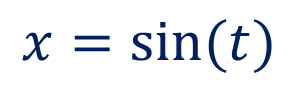 x = sin(t)